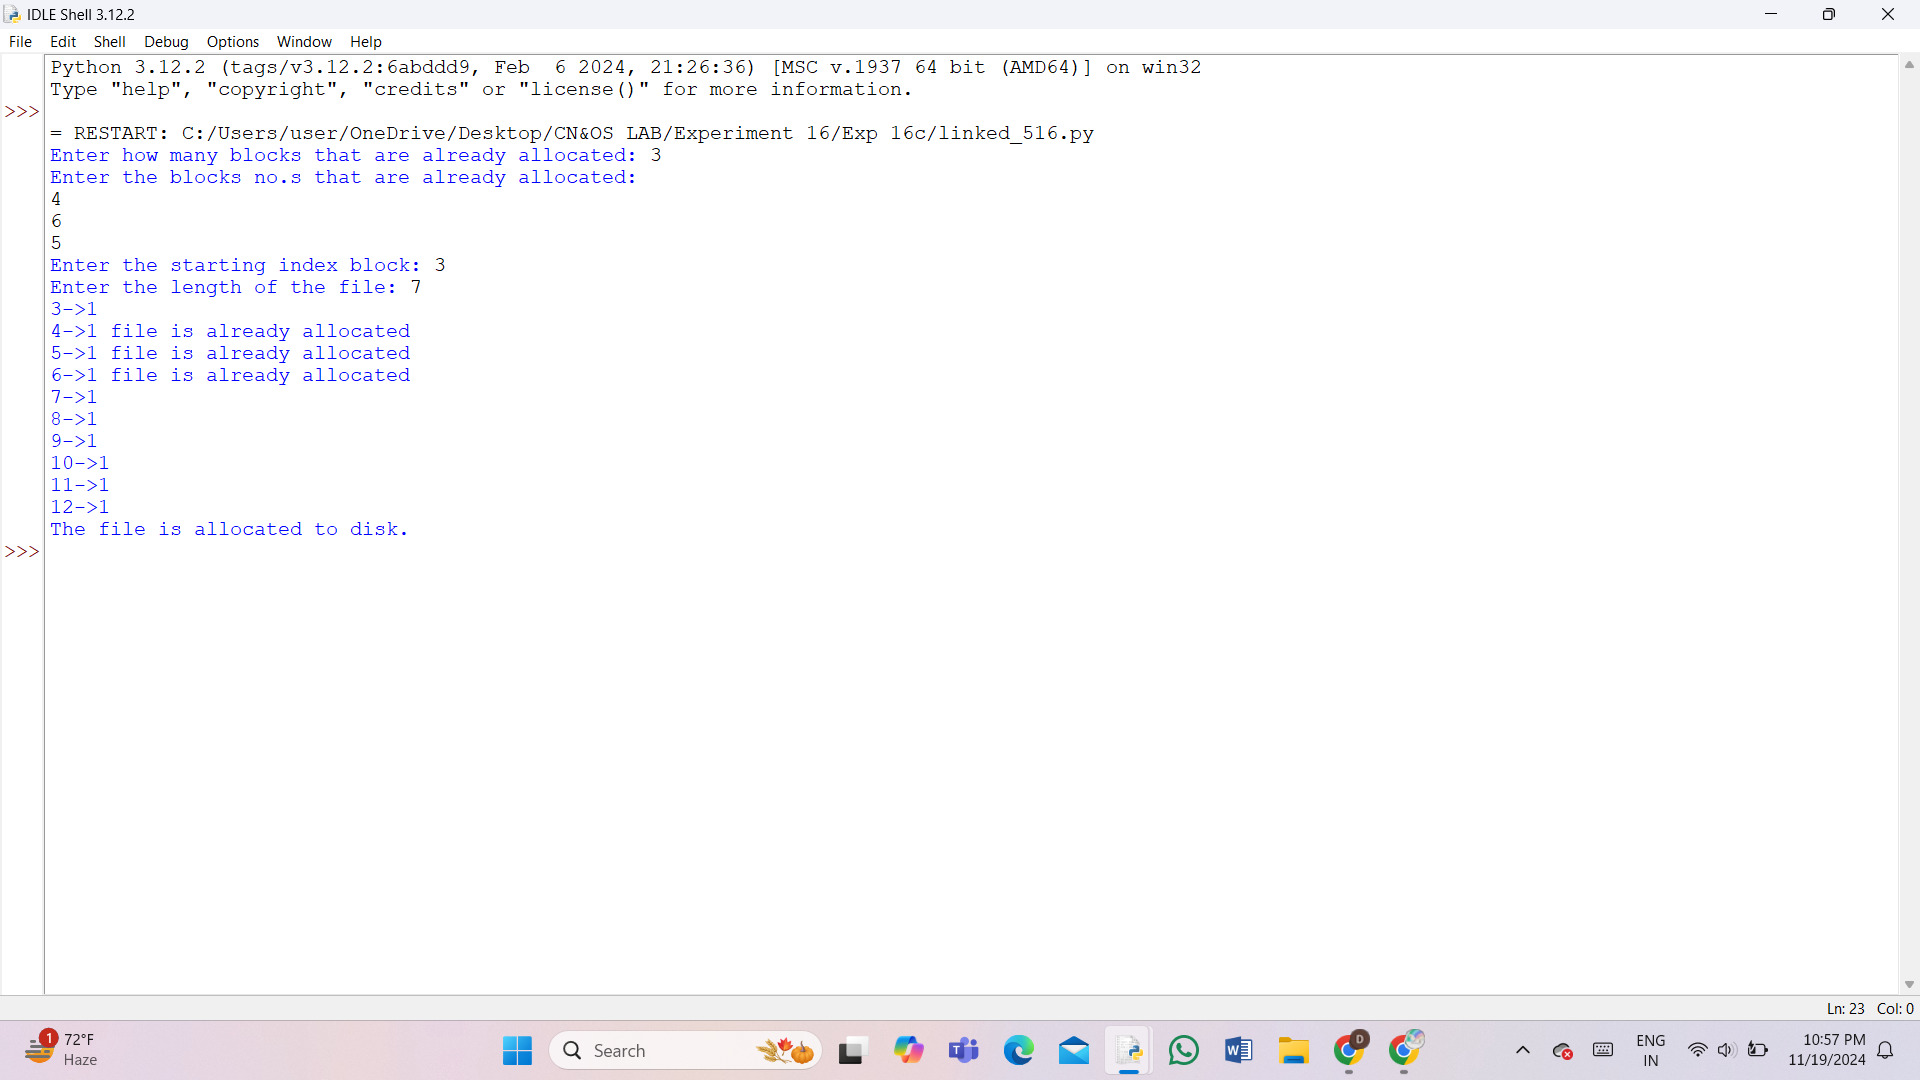 IDLE Shell 3.12.2
File Edit Shell Debug Options Window Help
Python 3.12.2 (tags/v3.12.2:6abddd9, Feb  6 2024, 21:26:36) [MSC v.1937 64 bit (AMD64)] on win32
Type "help", "copyright", "credits" or "license()" for more information.
>>>
= RESTART: C:/Users/user/OneDrive/Desktop/CN&OS LAB/Experiment 16/Exp 16c/linked_516.py
Enter how many blocks that are already allocated: 3
Enter the blocks no.s that are already allocated:
4
6
5
Enter the starting index block: 3
Enter the length of the file: 7
3->1
4->1 file is already allocated
5->1 file is already allocated
6->1 file is already allocated
7->1
8->1
9->1
10->1
11->1
12->1
The file is allocated to disk.
>>>
Ln: 23 Col: 0
1
72°F
Haze
Search
D
ENG
IN
10:57 PM
11/19/2024